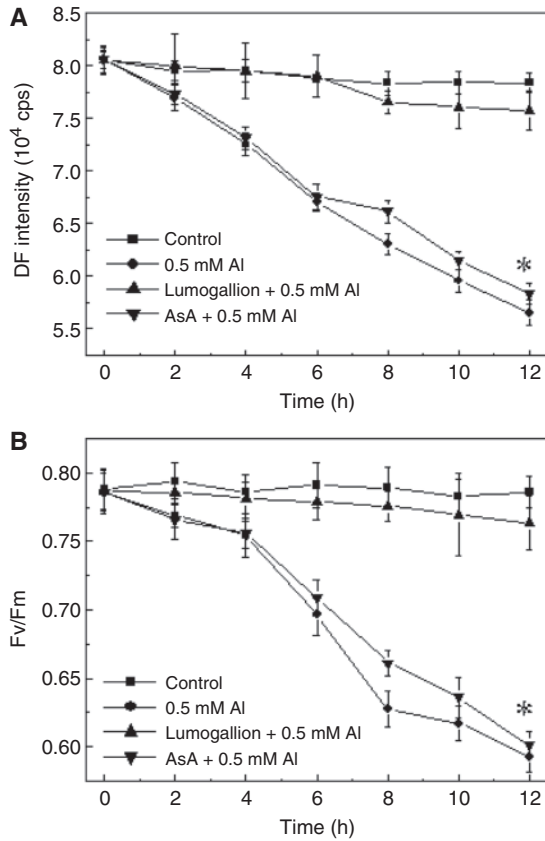 A
8.5
8.0
7.5
7.0
6.5
6.0
5.5
DF intensity (10⁴ cps)
Control
0.5 mM Al
Lumogallion + 0.5 mM Al
AsA + 0.5 mM Al
*
0 2 4 6 8 10 12
Time (h)
B
0.80
0.75
0.70
0.65
0.60
Fv/Fm
Control
0.5 mM Al
Lumogallion + 0.5 mM Al
AsA + 0.5 mM Al
*
0 2 4 6 8 10 12
Time (h)